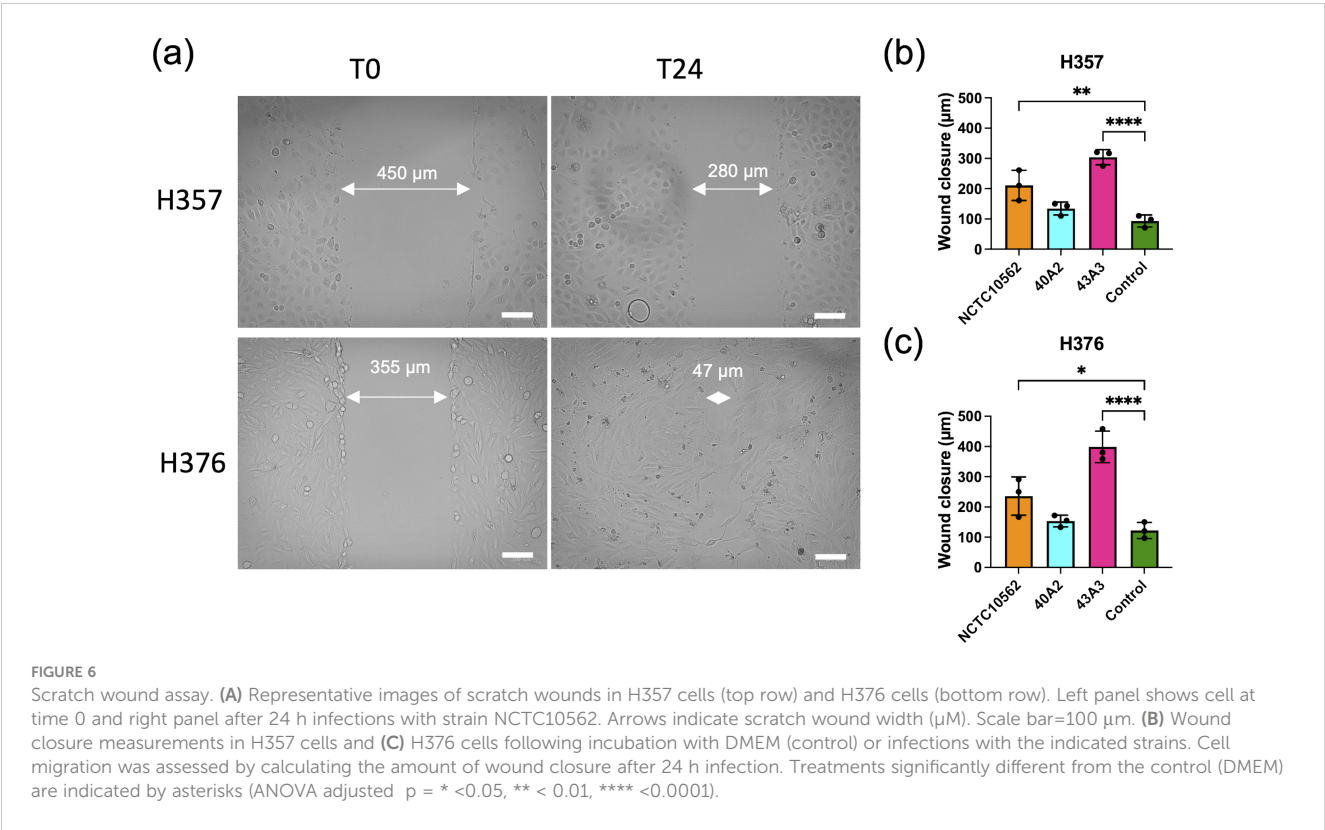 (a)
T0
T24
H357
450 µm
280 µm
H376
355 µm
47 µm
(b)
H357
**
****
Wound closure (µm)
500
400
300
200
100
0
NCTC10562
40A2
43A3
Control
(c)
H376
*
****
Wound closure (µm)
500
400
300
200
100
0
NCTC10562
40A2
43A3
Control
FIGURE 6
Scratch wound assay. (A) Representative images of scratch wounds in H357 cells (top row) and H376 cells (bottom row). Left panel shows cell at
time 0 and right panel after 24 h infections with strain NCTC10562. Arrows indicate scratch wound width (µM). Scale bar=100 µm. (B) Wound
closure measurements in H357 cells and (C) H376 cells following incubation with DMEM (control) or infections with the indicated strains. Cell
migration was assessed by calculating the amount of wound closure after 24 h infection. Treatments significantly different from the control (DMEM)
are indicated by asterisks (ANOVA adjusted p = * <0.05, ** < 0.01, **** <0.0001).